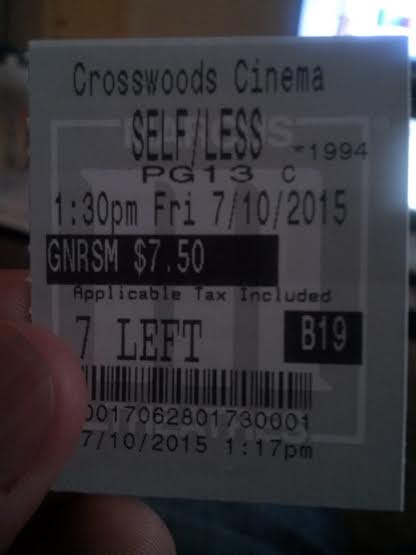 Crosswoods Cinema
SELF/LESS *1994
PG13 C
1:30pm Fri 7/10/2015
GNRSM $7.50
Applicable Tax Included
7 LEFT B19
0017062801730001
7/10/2015 1:17pm